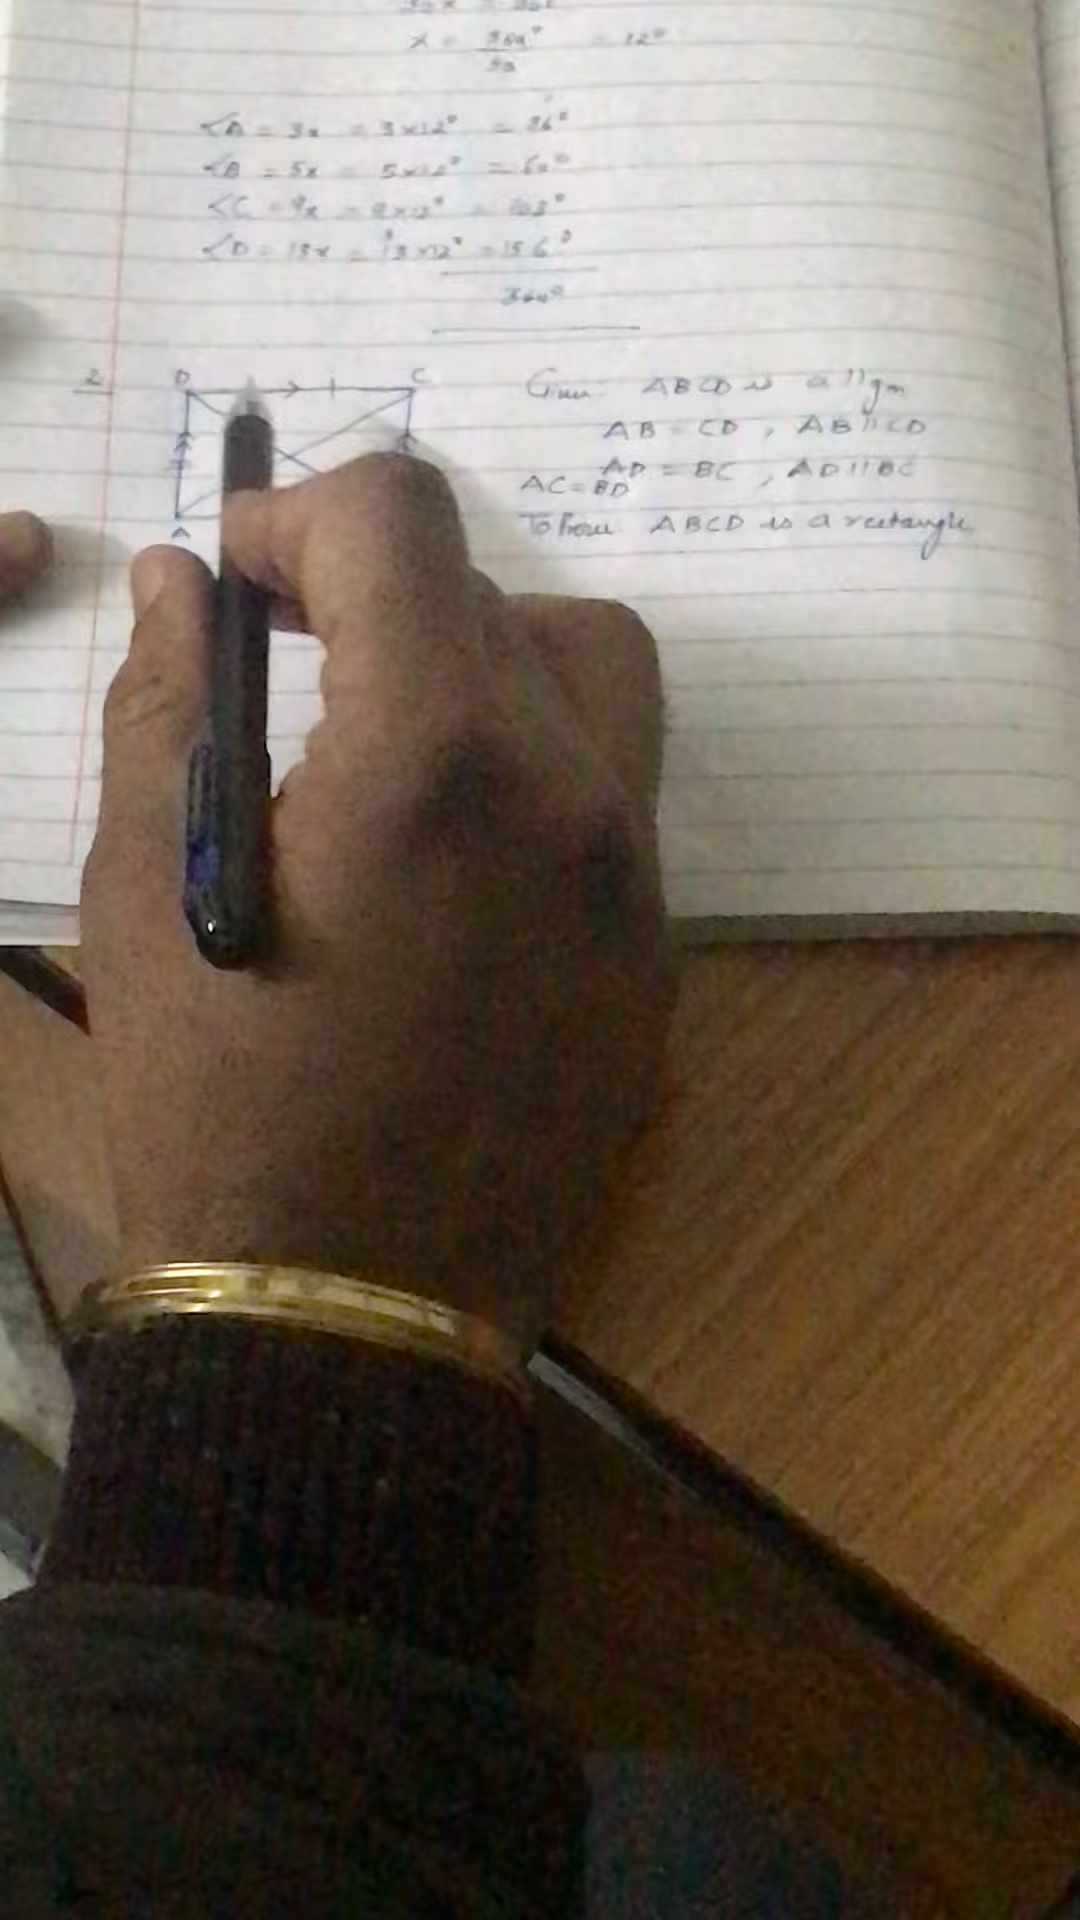 x = 360° = 12°
30
∠A = 3x = 3×12° = 36°
∠B = 5x = 5×12° = 60°
∠C = 9x = 9×12° = 108°
∠D = 13x = 13×12° = 156°
360°
2
D C
A
Given: ABCD is a ||gm
AB = CD , AB || CD
AD = BC , AD || BC
AC = BD
To Prove ABCD is a rectangle